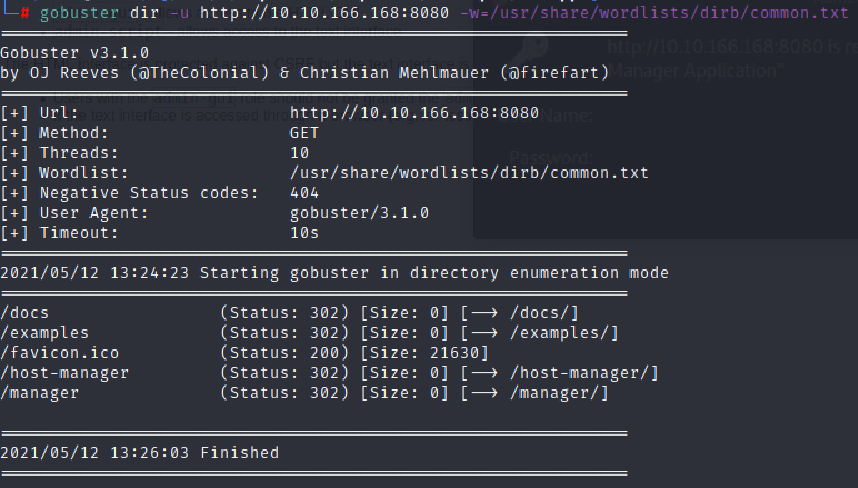 └─# gobuster dir -u http://10.10.166.168:8080 -w=/usr/share/wordlists/dirb/common.txt
===============================================================
Gobuster v3.1.0
by OJ Reeves (@TheColonial) & Christian Mehlmauer (@firefart)
===============================================================
[+] Url:                     http://10.10.166.168:8080
[+] Method:                  GET
[+] Threads:                 10
[+] Wordlist:                /usr/share/wordlists/dirb/common.txt
[+] Negative Status codes:   404
[+] User Agent:              gobuster/3.1.0
[+] Timeout:                 10s
===============================================================
2021/05/12 13:24:23 Starting gobuster in directory enumeration mode
===============================================================
/docs                 (Status: 302) [Size: 0] [--> /docs/]
/examples             (Status: 302) [Size: 0] [--> /examples/]
/favicon.ico          (Status: 200) [Size: 21630]
/host-manager         (Status: 302) [Size: 0] [--> /host-manager/]
/manager              (Status: 302) [Size: 0] [--> /manager/]
===============================================================
2021/05/12 13:26:03 Finished
===============================================================
http://10.10.166.168:8080 is re
Manager Application"
Name:
Password: